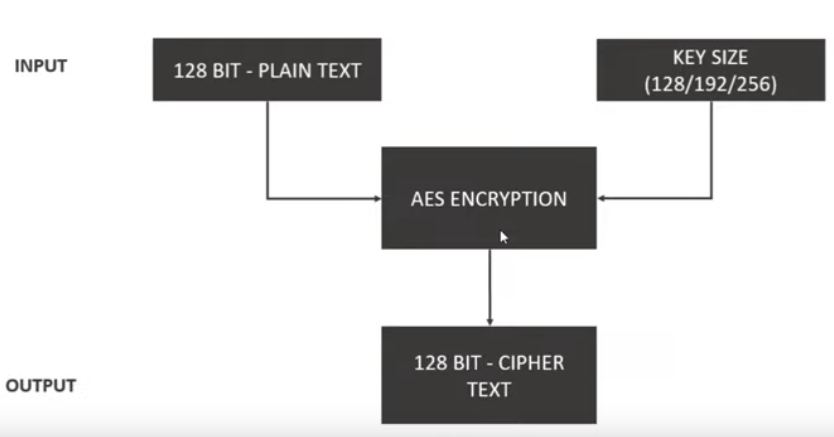 INPUT
128 BIT - PLAIN TEXT
KEY SIZE
(128/192/256)
AES ENCRYPTION
128 BIT - CIPHER
TEXT
OUTPUT